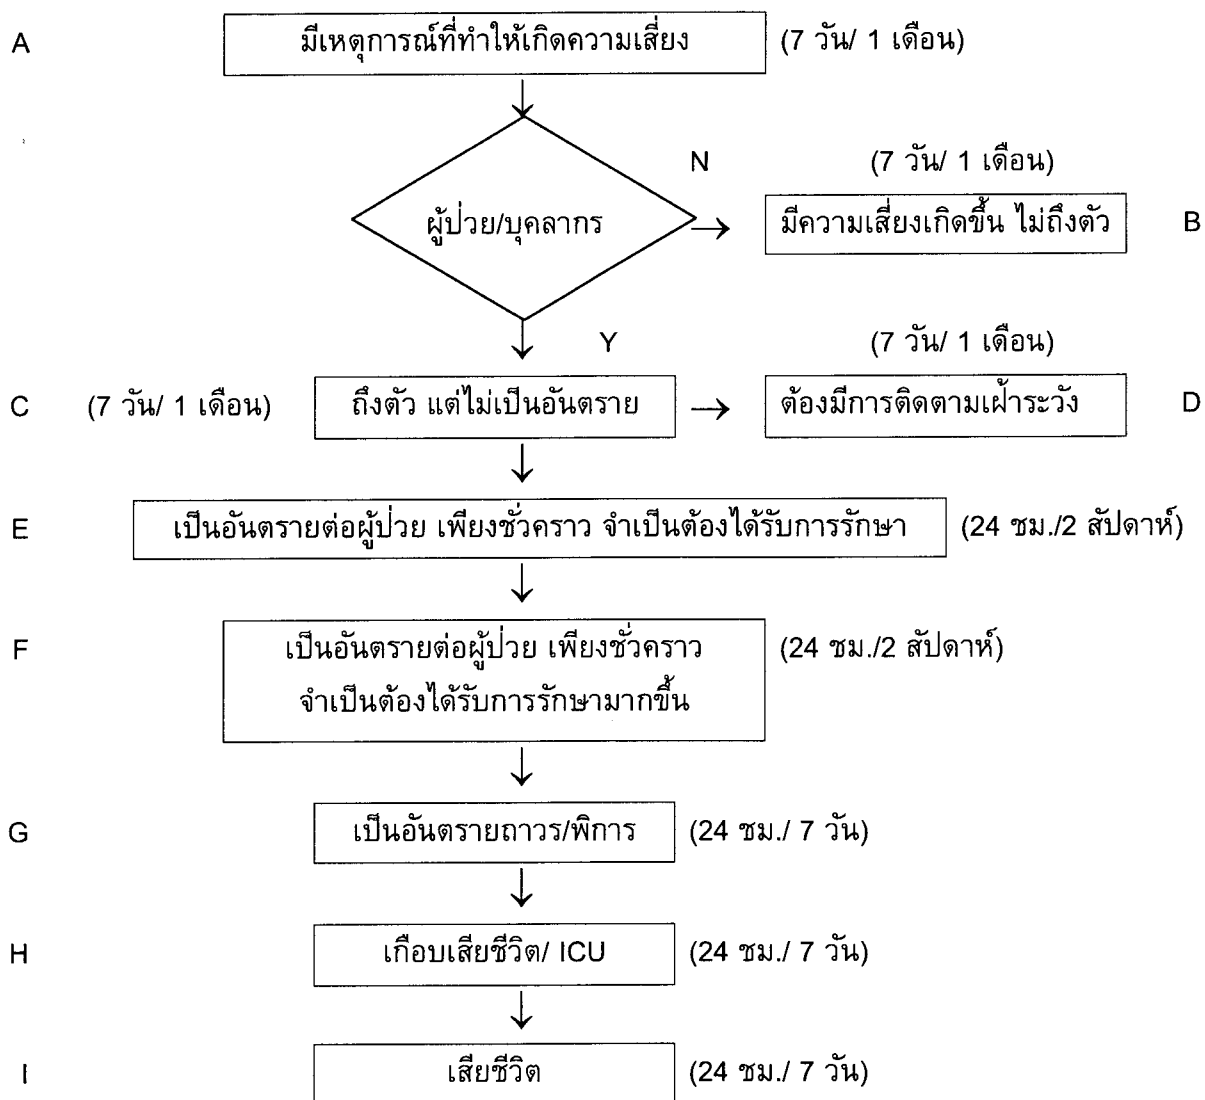 A มีเหตุการณ์ที่ทำให้เกิดความเสี่ยง (7 วัน/ 1 เดือน)
N (7 วัน/ 1 เดือน)
ผู้ป่วย/บุคลากร มีความเสี่ยงเกิดขึ้น ไม่ถึงตัว B
Y (7 วัน/ 1 เดือน)
C (7 วัน/ 1 เดือน) ถึงตัว แต่ไม่เป็นอันตราย ต้องมีการติดตามเฝ้าระวัง D
E เป็นอันตรายต่อผู้ป่วย เพียงชั่วคราว จำเป็นต้องได้รับการรักษา (24 ชม./2 สัปดาห์)
F เป็นอันตรายต่อผู้ป่วย เพียงชั่วคราว (24 ชม./2 สัปดาห์)
จำเป็นต้องได้รับการรักษามากขึ้น
G เป็นอันตรายถาวร/พิการ (24 ชม./ 7 วัน)
H เกือบเสียชีวิต/ ICU (24 ชม./ 7 วัน)
I เสียชีวิต (24 ชม./ 7 วัน)